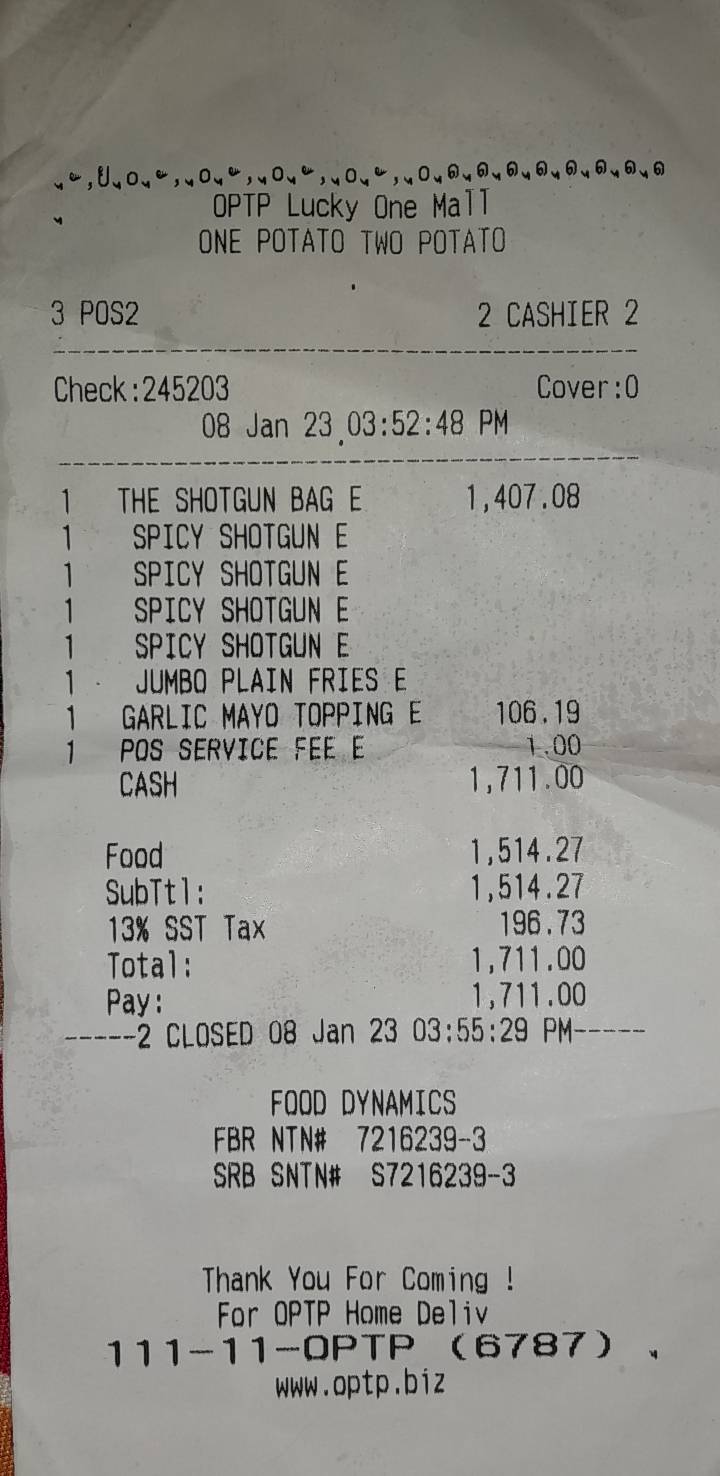 OPTP Lucky One Mall
ONE POTATO TWO POTATO
3 POS2 2 CASHIER 2
Check:245203 Cover:0
08 Jan 23 03:52:48 PM
1 THE SHOTGUN BAG E 1,407.08
1 SPICY SHOTGUN E
1 SPICY SHOTGUN E
1 SPICY SHOTGUN E
1 SPICY SHOTGUN E
1 JUMBO PLAIN FRIES E
1 GARLIC MAYO TOPPING E 106.19
1 POS SERVICE FEE E 1.00
CASH 1,711.00
Food 1,514.27
SubTtl: 1,514.27
13% SST Tax 196.73
Total: 1,711.00
Pay: 1,711.00
-----2 CLOSED 08 Jan 23 03:55:29 PM-----
FOOD DYNAMICS
FBR NTN# 7216239-3
SRB SNTN# S7216239-3
Thank You For Coming !
For OPTP Home Deliv
111-11-OPTP (6787)
www.optp.biz